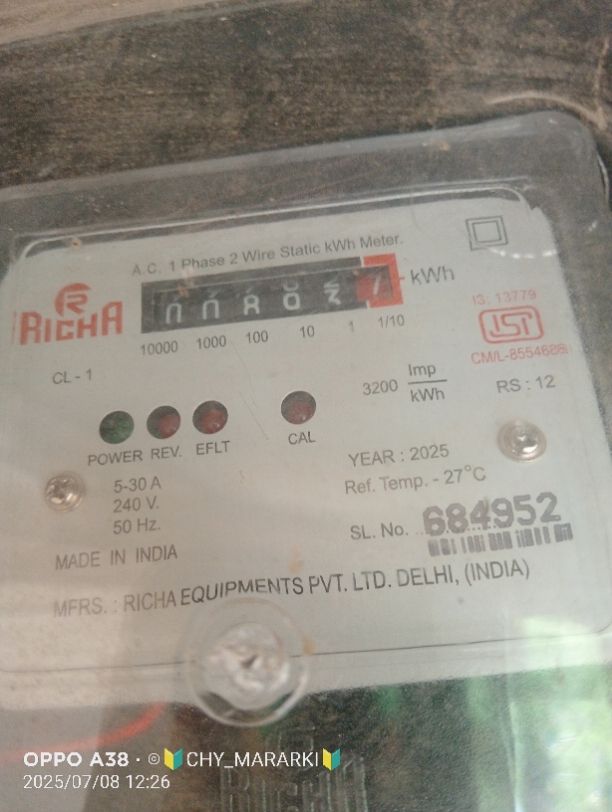 A.C. 1 Phase 2 Wire Static kWh Meter.
RICHA
kWh
10000 1000 100 10 1 1/10
IS: 13779
ISI
CM/L-8554688
CL - 1
3200 Imp/kWh
RS : 12
POWER REV. EFLT CAL
5-30 A
240 V.
50 Hz.
YEAR : 2025
Ref. Temp. - 27°C
SL. No. 684952
MADE IN INDIA
MFRS. : RICHA EQUIPMENTS PVT. LTD. DELHI, (INDIA)
OPPO A38 · ©🔰CHY_MARARKI🔰
2025/07/08 12:26